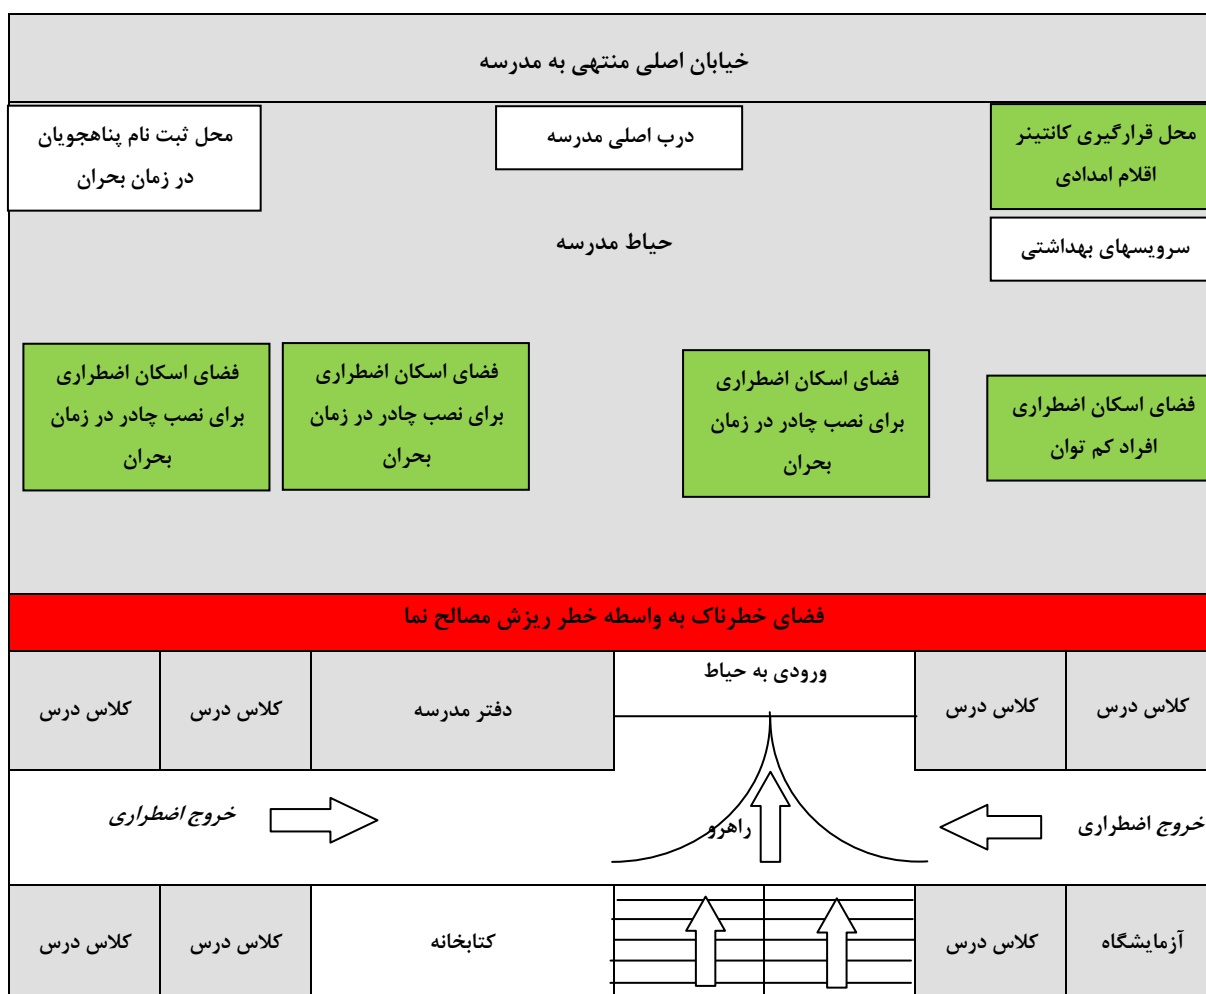 خیابان اصلی منتهی به مدرسه
محل قرارگیری کانتینر
اقلام امدادی
درب اصلی مدرسه
محل ثبت نام پناهجویان
در زمان بحران
سرویسهای بهداشتی
حیاط مدرسه
فضای اسکان اضطراری
افراد کم توان
فضای اسکان اضطراری
برای نصب چادر در زمان
بحران
فضای اسکان اضطراری
برای نصب چادر در زمان
بحران
فضای اسکان اضطراری
برای نصب چادر در زمان
بحران
فضای خطرناک به واسطه خطر ریزش مصالح نما
کلاس درس
کلاس درس
ورودی به حیاط
دفتر مدرسه
کلاس درس
کلاس درس
خروج اضطراری
راهرو
خروج اضطراری
آزمایشگاه
کلاس درس
کتابخانه
کلاس درس
کلاس درس